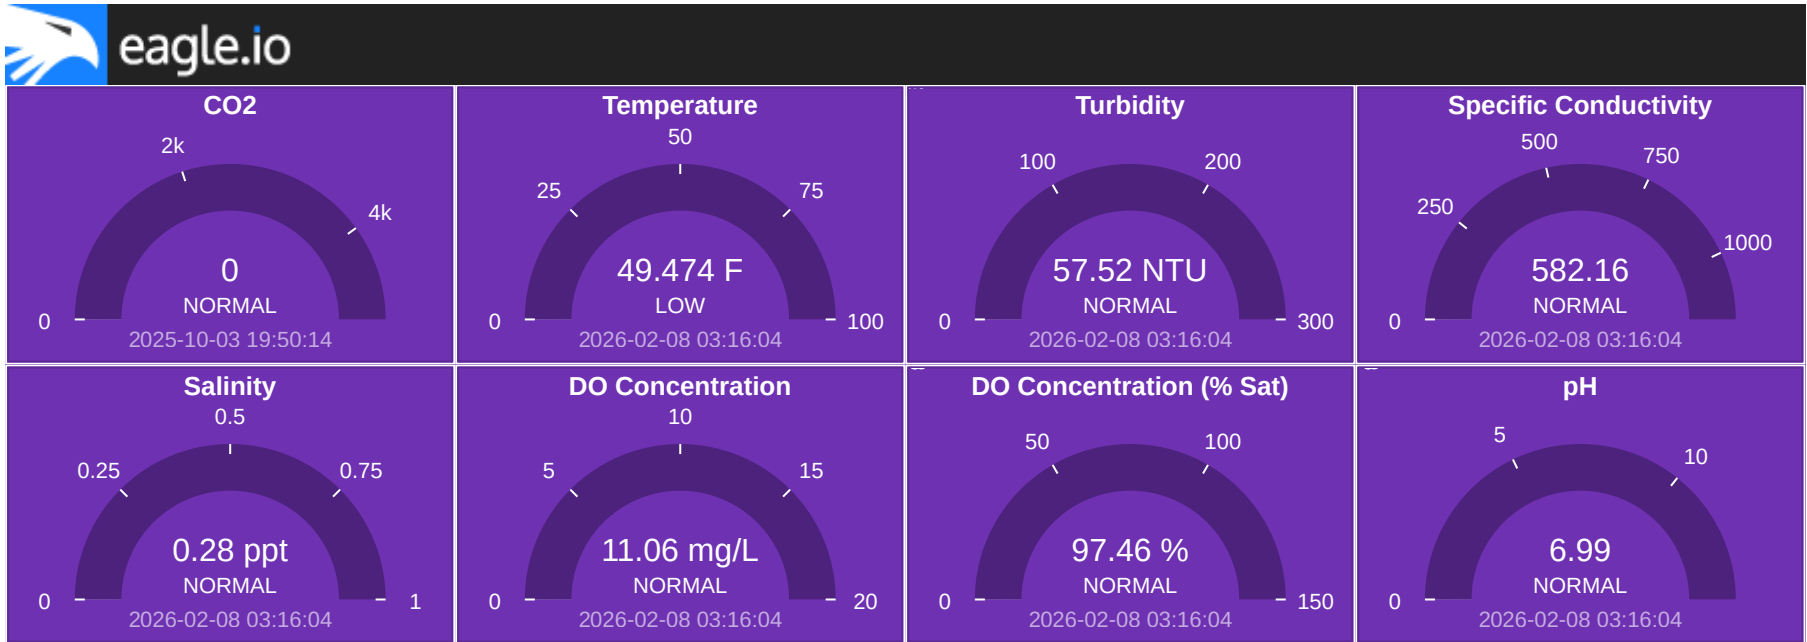 eagle.io
CO2
2k
4k
0
0
NORMAL
2025-10-03 19:50:14
Temperature
50
25
75
49.474 F
LOW
0
100
2026-02-08 03:16:04
Turbidity
100
200
57.52 NTU
NORMAL
0
300
2026-02-08 03:16:04
Specific Conductivity
500
750
250
1000
582.16
NORMAL
0
2026-02-08 03:16:04
Salinity
0.5
0.25
0.75
0.28 ppt
NORMAL
0
1
2026-02-08 03:16:04
DO Concentration
10
5
15
11.06 mg/L
NORMAL
0
20
2026-02-08 03:16:04
DO Concentration (% Sat)
50
100
97.46 %
NORMAL
0
150
2026-02-08 03:16:04
pH
5
10
6.99
NORMAL
0
2026-02-08 03:16:04